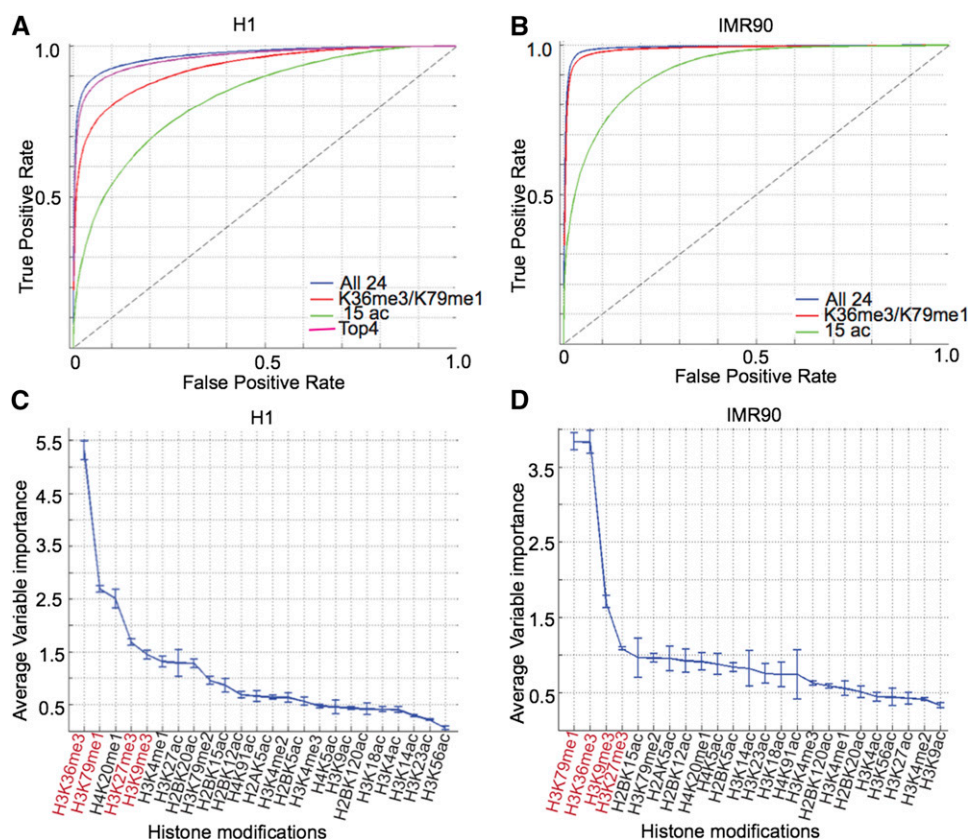 A
H1
1.0
0.5
0
0.5
1.0
True Positive Rate
False Positive Rate
All 24
K36me3/K79me1
15 ac
Top4
B
IMR90
1.0
0.5
0
0.5
1.0
True Positive Rate
False Positive Rate
All 24
K36me3/K79me1
15 ac
C
H1
5.5
4.5
3.5
2.5
1.5
0.5
Average Variable importance
H3K36me3
H3K79me1
H4K20me1
H3K27me3
H3K9me3
H3K4me1
H3K27ac
H2BK20ac
H3K79me2
H2BK15ac
H2BK12ac
H4K91ac
H2AK5ac
H3K4me2
H2BK5ac
H3K4me3
H4K5ac
H3K9ac
H2BK120ac
H3K18ac
H3K4ac
H3K14ac
H3K23ac
H3K56ac
Histone modifications
D
IMR90
3.5
2.5
1.5
0.5
Average Variable importance
H3K79me1
H3K36me3
H3K9me3
H3K27me3
H2BK15ac
H3K79me2
H2AK5ac
H2BK12ac
H4K20me1
H4K5ac
H2BK5ac
H3K14ac
H3K23ac
H3K18ac
H4K91ac
H3K4me3
H2BK120ac
H3K4me1
H2BK20ac
H3K4ac
H3K56ac
H3K27ac
H3K4me2
H3K9ac
Histone modifications